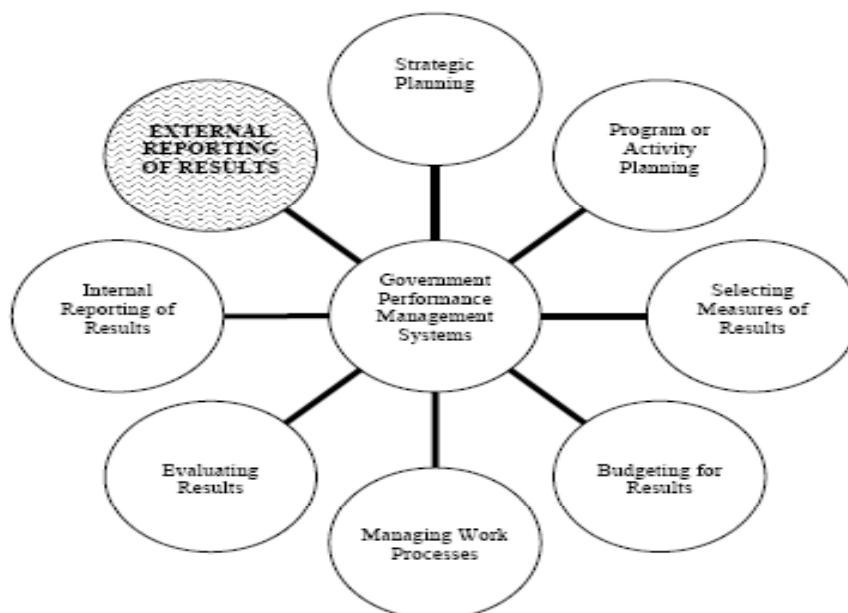 Strategic
Planning
EXTERNAL
REPORTING
OF RESULTS
Program or
Activity
Planning
Internal
Reporting of
Results
Government
Performance
Management
Systems
Selecting
Measures of
Results
Evaluating
Results
Managing Work
Processes
Budgeting for
Results